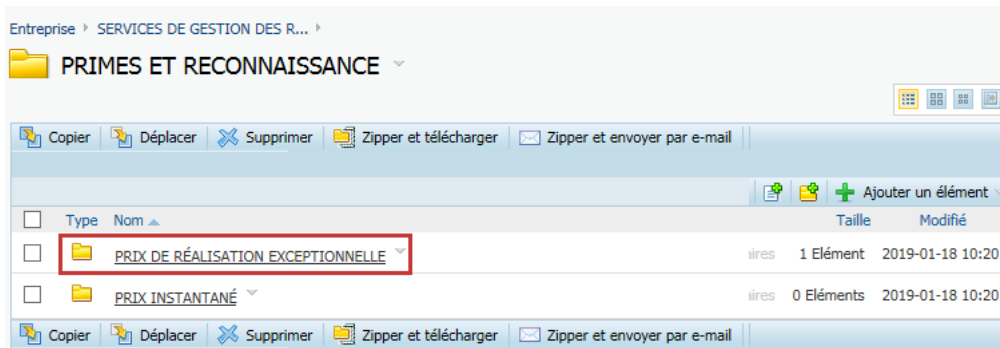 Entreprise SERVICES DE GESTION DES R...
PRIMES ET RECONNAISSANCE
Copier Déplacer Supprimer Zipper et télécharger Zipper et envoyer par e-mail
Ajouter un élément
Type Nom Taille Modifié
PRIX DE RÉALISATION EXCEPTIONNELLE 1 Elément 2019-01-18 10:20
PRIX INSTANTANÉ 0 Eléments 2019-01-18 10:20
Copier Déplacer Supprimer Zipper et télécharger Zipper et envoyer par e-mail